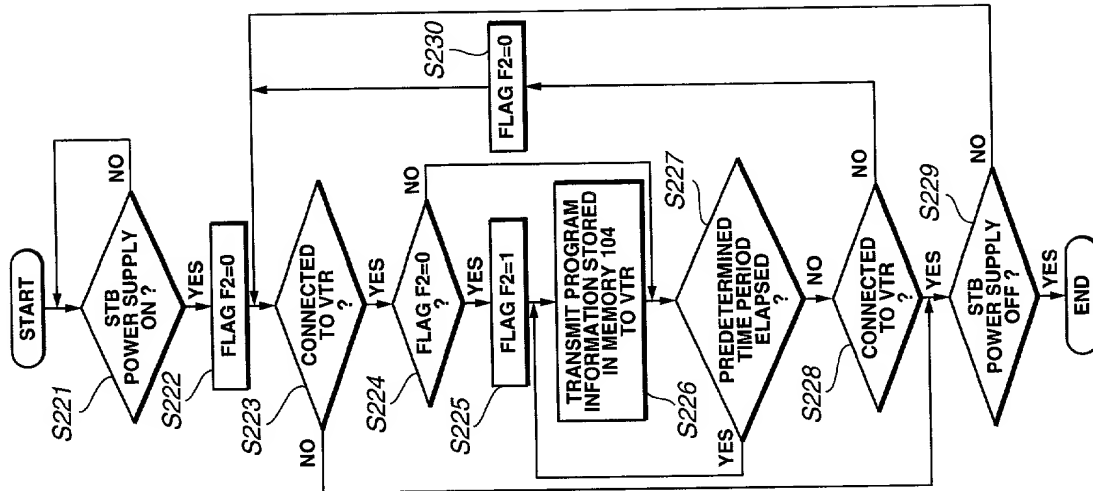 START
STB
POWER SUPPLY
ON ?
S221
NO
YES
FLAG F2=0
S222
CONNECTED
TO VTR
?
S223
NO
YES
FLAG F2=0
?
S224
NO
YES
FLAG F2=1
S225
TRANSMIT PROGRAM
INFORMATION STORED
IN MEMORY 104
TO VTR
S226
PREDETERMINED
TIME PERIOD
ELAPSED
?
S227
YES
NO
CONNECTED
TO VTR
?
S228
NO
YES
FLAG F2=0
S230
STB
POWER SUPPLY
OFF ?
S229
NO
YES
END